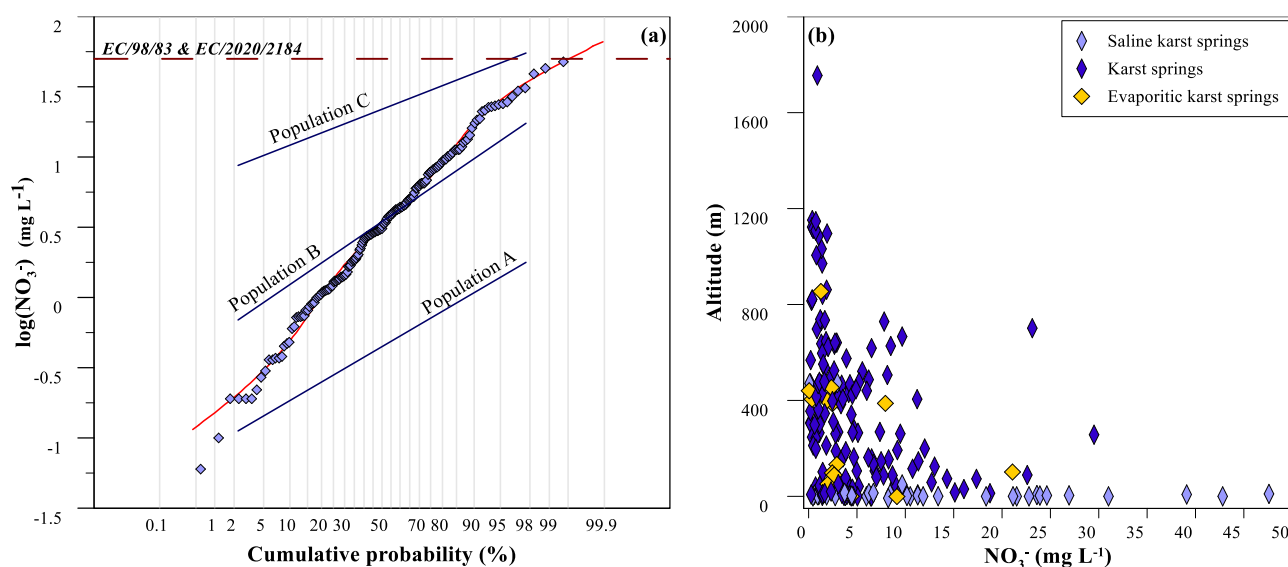 (a)
EC/98/83 & EC/2020/2184
Population C
Population B
Population A
log(NO₃⁻) (mg L⁻¹)
2
1.5
1
0.5
0
-0.5
-1
-1.5
0.1 1 2 5 10 20 30 50 70 80 90 95 98 99 99.9
Cumulative probability (%)
(b)
Saline karst springs
Karst springs
Evaporitic karst springs
Altitude (m)
2000
1600
1200
800
400
0
0 5 10 15 20 25 30 35 40 45 50
NO₃⁻ (mg L⁻¹)